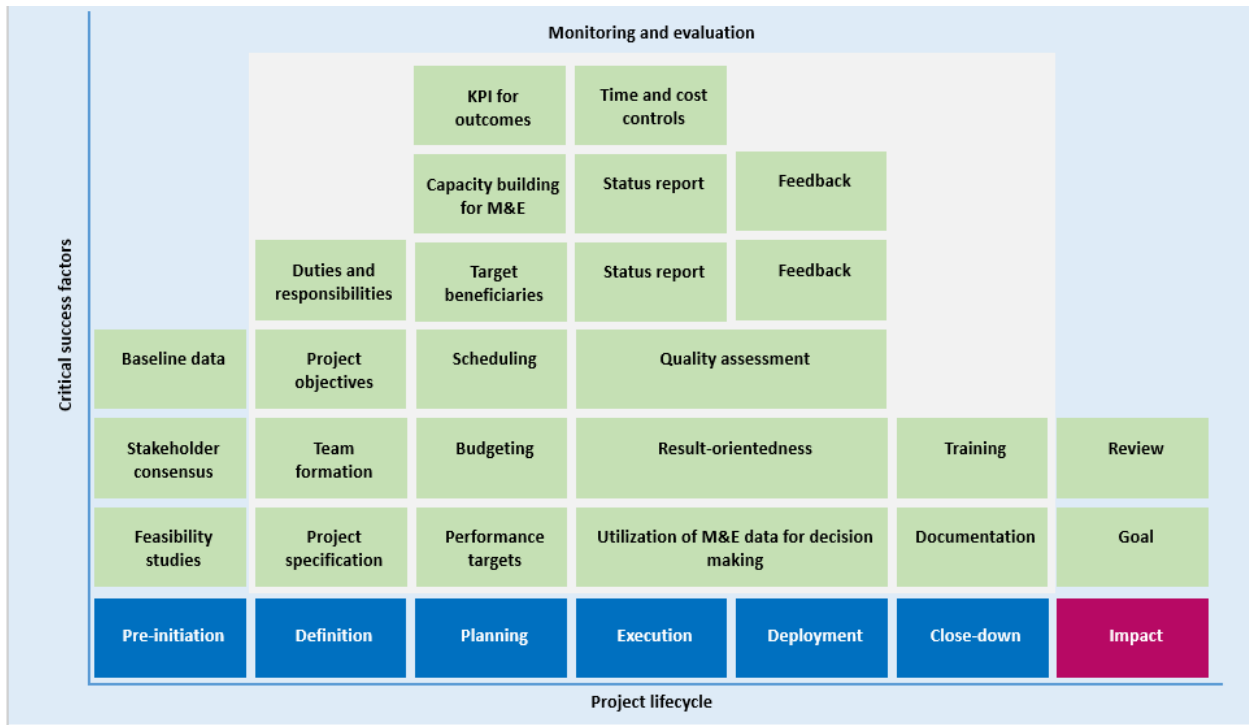 Monitoring and evaluation
KPI for
outcomes
Time and cost
controls
Capacity building
for M&E
Status report
Feedback
Duties and
responsibilities
Target
beneficiaries
Status report
Feedback
Baseline data
Project
objectives
Scheduling
Quality assessment
Stakeholder
consensus
Team
formation
Budgeting
Result-orientedness
Training
Review
Feasibility
studies
Project
specification
Performance
targets
Utilization of M&E data for decision
making
Documentation
Goal
Pre-initiation
Definition
Planning
Execution
Deployment
Close-down
Impact
Critical success factors
Project lifecycle